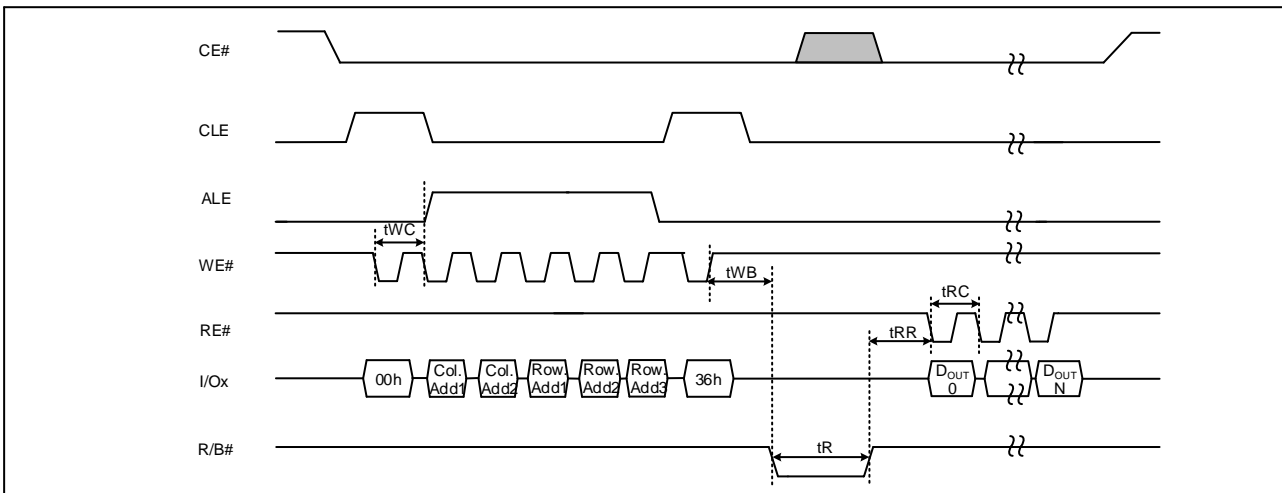 CE#
CLE
ALE
tWC
WE#
tWB
tRC
RE#
tRR
I/Ox
00h
Col.
Add1
Col.
Add2
Row.
Add1
Row.
Add2
Row.
Add3
36h
DOUT
0
DOUT
N
R/B#
tR